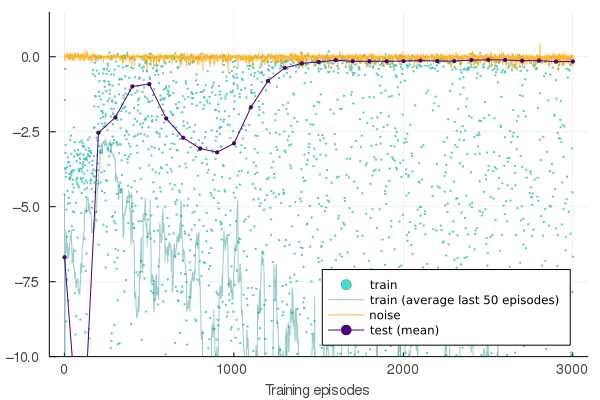 0.0
−2.5
−5.0
−7.5
−10.0
0
1000
2000
3000
Training episodes
train
train (average last 50 episodes)
noise
test (mean)